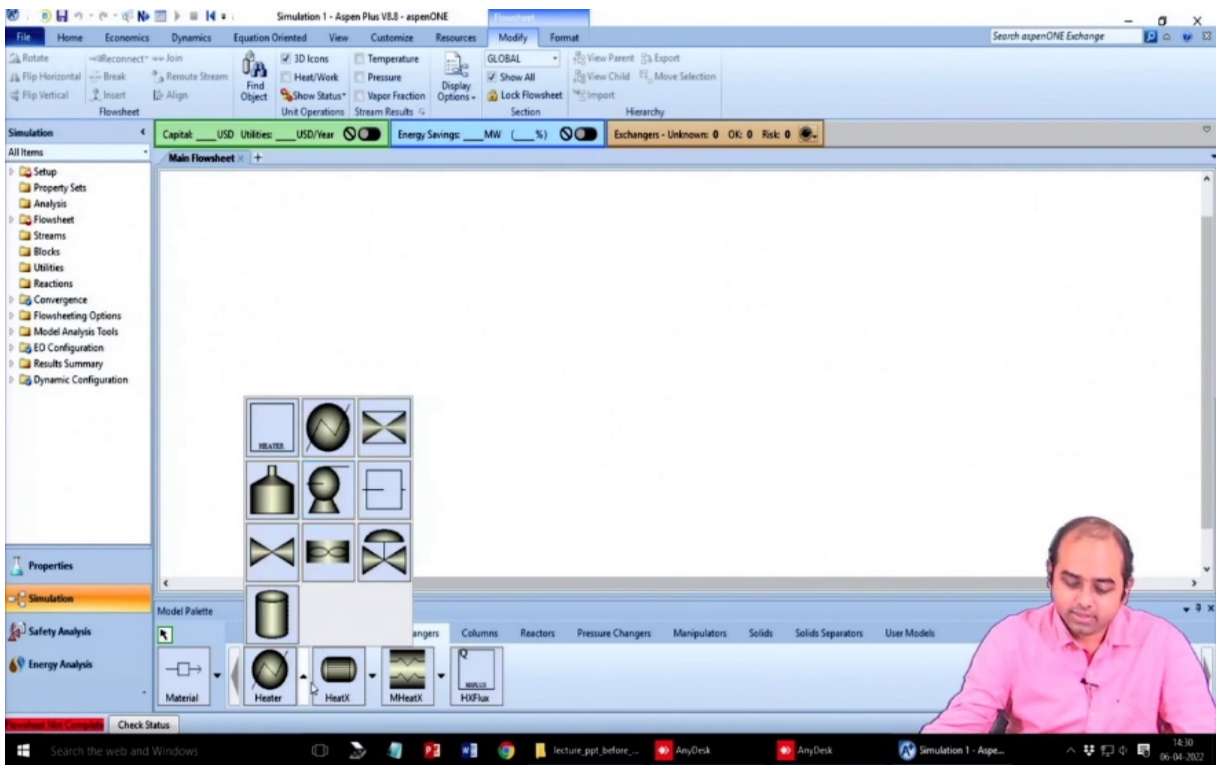 Simulation 1 - Aspen Plus V8.8 - aspenONE
Flowsheet
File Home Economics Dynamics Equation Oriented View Customize Resources Modify Format
Search aspenONE Exchange
Rotate Reconnect Join
Flip Horizontal Break Reroute Stream
Flip Vertical Insert Align
Flowsheet
Find Object
3D Icons
Heat/Work
Show Status
Unit Operations
Temperature
Pressure
Vapor Fraction
Stream Results
Display Options
GLOBAL
Show All
Lock Flowsheet
Section
View Parent Export
View Child Move Selection
Import
Hierarchy
Simulation
Capital: ____ USD Utilities: ____ USD/Year
Energy Savings: ____ MW ( ____ %)
Exchangers - Unknown: 0 OK: 0 Risk: 0
All Items
Main Flowsheet
Setup
Property Sets
Analysis
Flowsheet
Streams
Blocks
Utilities
Reactions
Convergence
Flowsheeting Options
Model Analysis Tools
EO Configuration
Results Summary
Dynamic Configuration
HEATER
Properties
Simulation
Safety Analysis
Energy Analysis
Model Palette
angers Columns Reactors Pressure Changers Manipulators Solids Solids Separators User Models
Material Heater HeatX MHeatX HXFlux
Flowsheet Not Complete Check Status
Search the web and Windows
lecture_ppt_before_...
AnyDesk
AnyDesk
Simulation 1 - Aspe...
14:30
06-04-2022